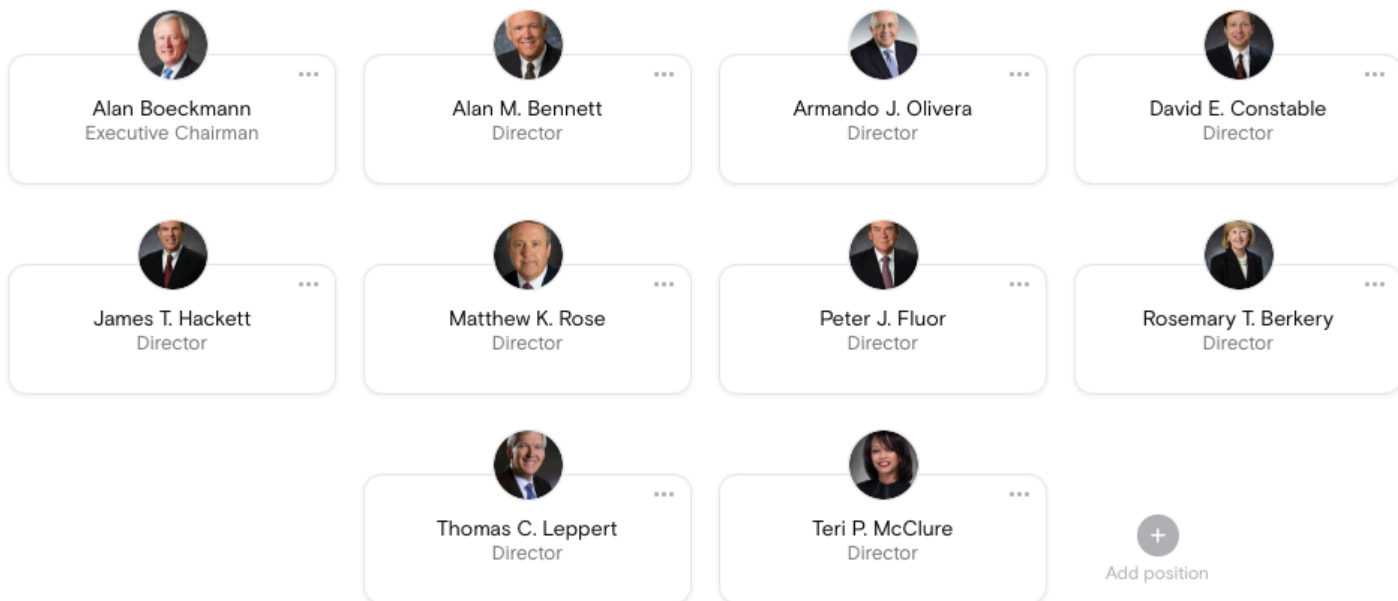 Alan Boeckmann
Executive Chairman
Alan M. Bennett
Director
Armando J. Olivera
Director
David E. Constable
Director
James T. Hackett
Director
Matthew K. Rose
Director
Peter J. Fluor
Director
Rosemary T. Berkery
Director
Thomas C. Leppert
Director
Teri P. McClure
Director
Add position